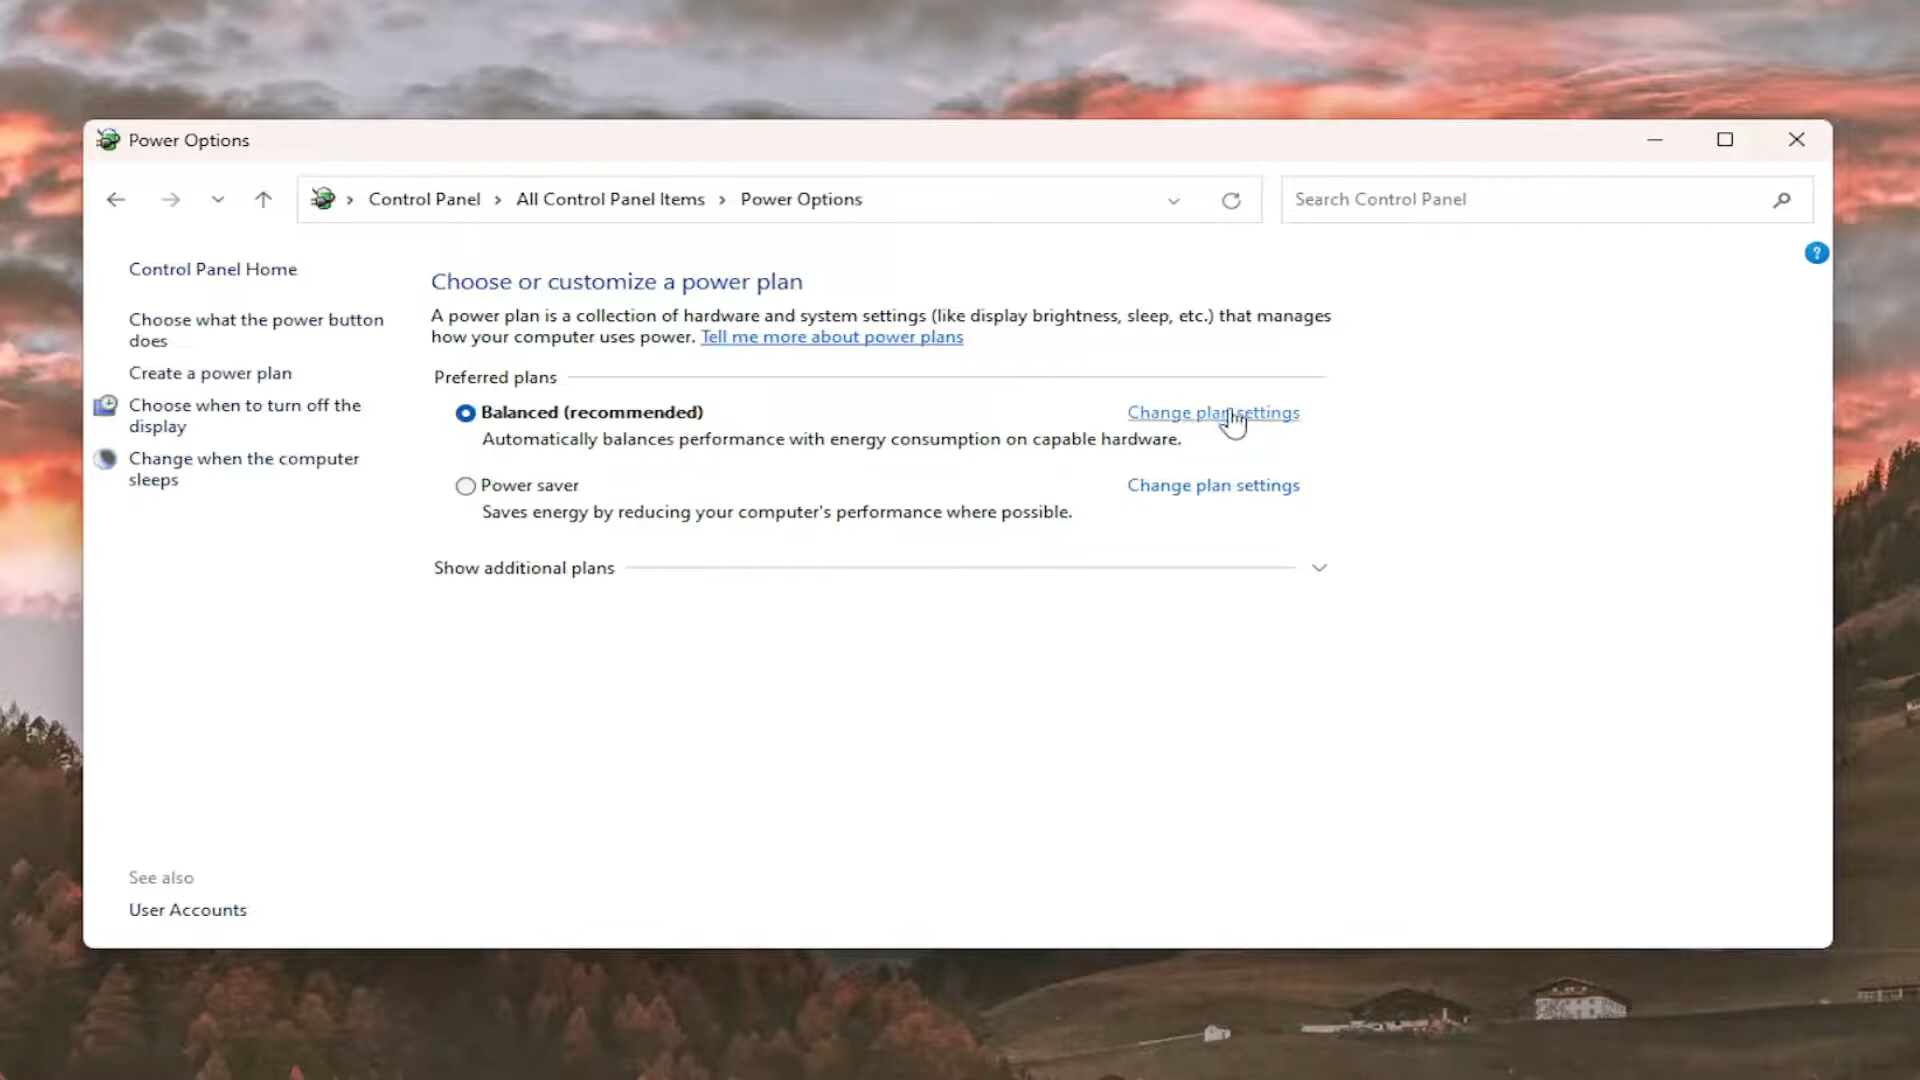 Power Options
Control Panel > All Control Panel Items > Power Options
Search Control Panel
?
Control Panel Home
Choose what the power button
does
Create a power plan
Choose when to turn off the
display
Change when the computer
sleeps
Choose or customize a power plan
A power plan is a collection of hardware and system settings (like display brightness, sleep, etc.) that manages
how your computer uses power. Tell me more about power plans
Preferred plans
Balanced (recommended) Change plan settings
Automatically balances performance with energy consumption on capable hardware.
Power saver Change plan settings
Saves energy by reducing your computer's performance where possible.
Show additional plans
See also
User Accounts